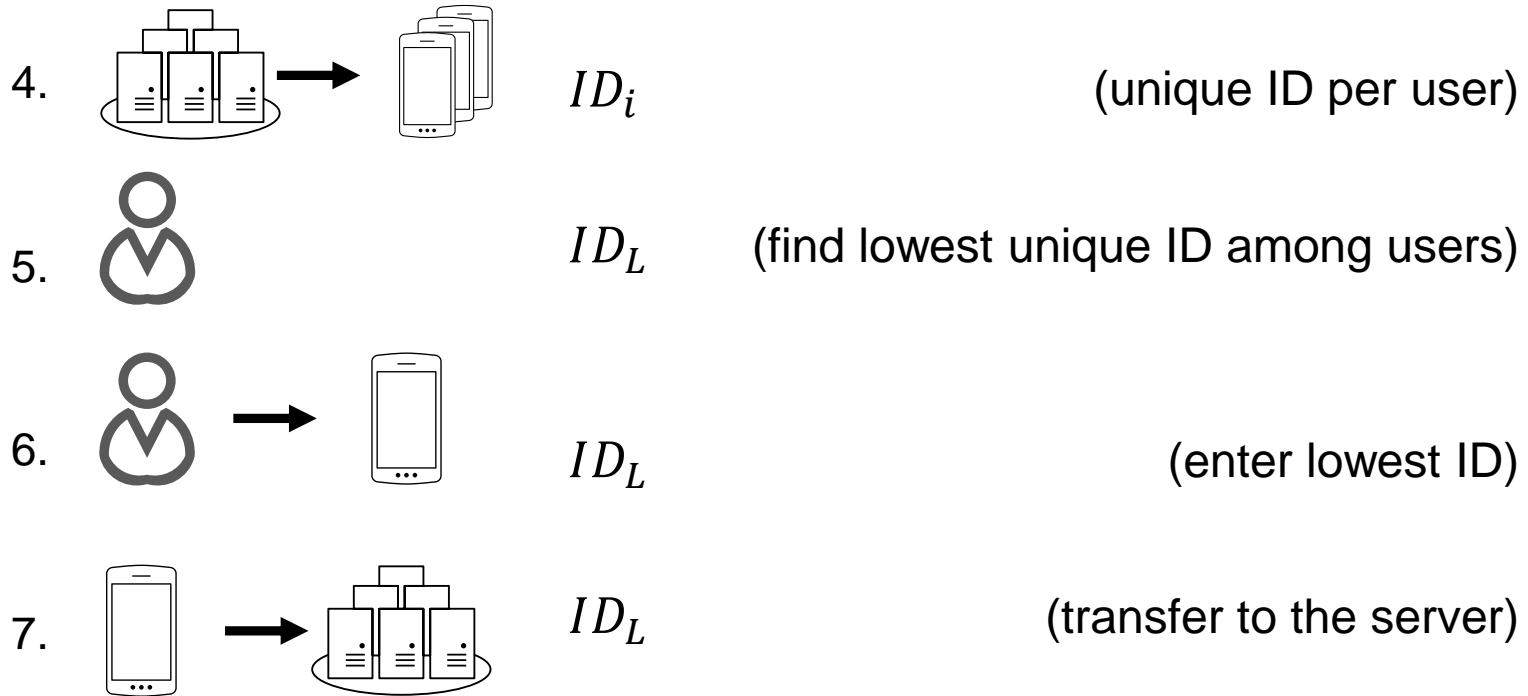 4. ID_i (unique ID per user)
5. ID_L (find lowest unique ID among users)
6. ID_L (enter lowest ID)
7. ID_L (transfer to the server)